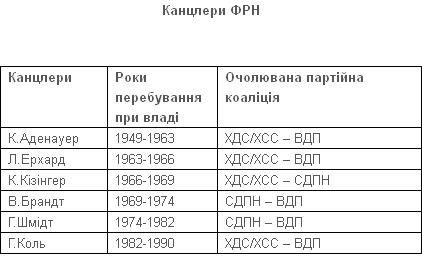 Канцлери ФРН
Канцлери Роки Очолювана партійна
перебування коаліція
при владі
К.Аденауер 1949-1963 ХДС/ХСС – ВДП
Л.Ерхард 1963-1966 ХДС/ХСС – ВДП
К.Кізінгер 1966-1969 ХДС/ХСС – СДПН
В.Брандт 1969-1974 СДПН – ВДП
Г.Шмідт 1974-1982 СДПН – ВДП
Г.Коль 1982-1990 ХДС/ХСС – ВДП